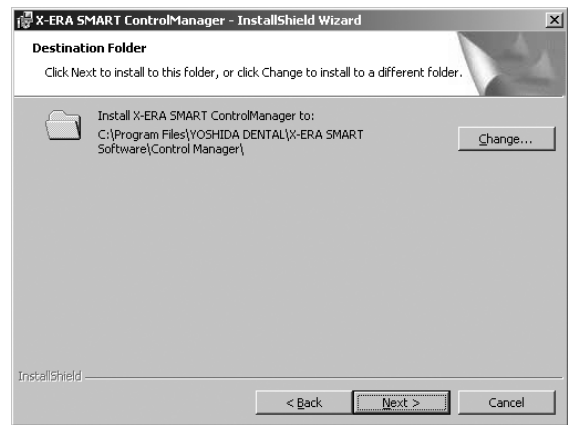 X-ERA SMART ControlManager - InstallShield Wizard
Destination Folder
Click Next to install to this folder, or click Change to install to a different folder.
Install X-ERA SMART ControlManager to:
C:\Program Files\YOSHIDA DENTAL\X-ERA SMART
Software\Control Manager\
Change...
InstallShield
< Back
Next >
Cancel